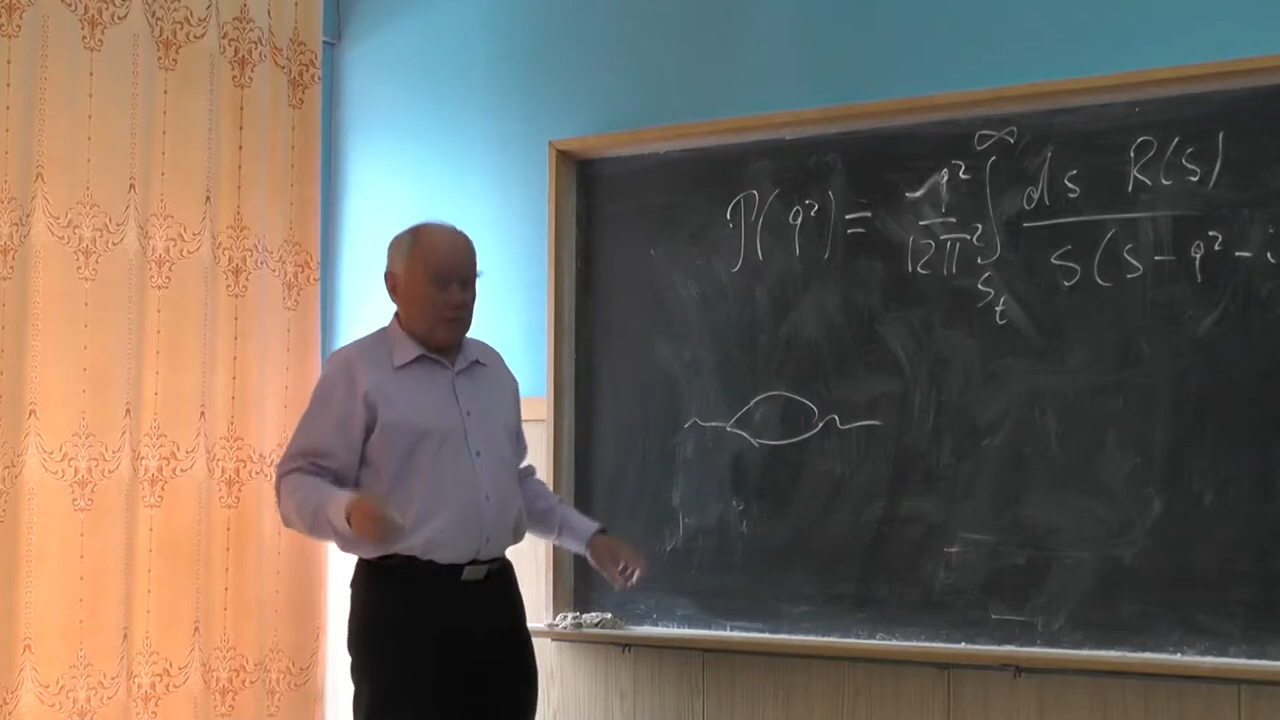 P(q²) = -q²/12π² ∫_{s_t}^{∞} ds R(s) / s(s - q² - i